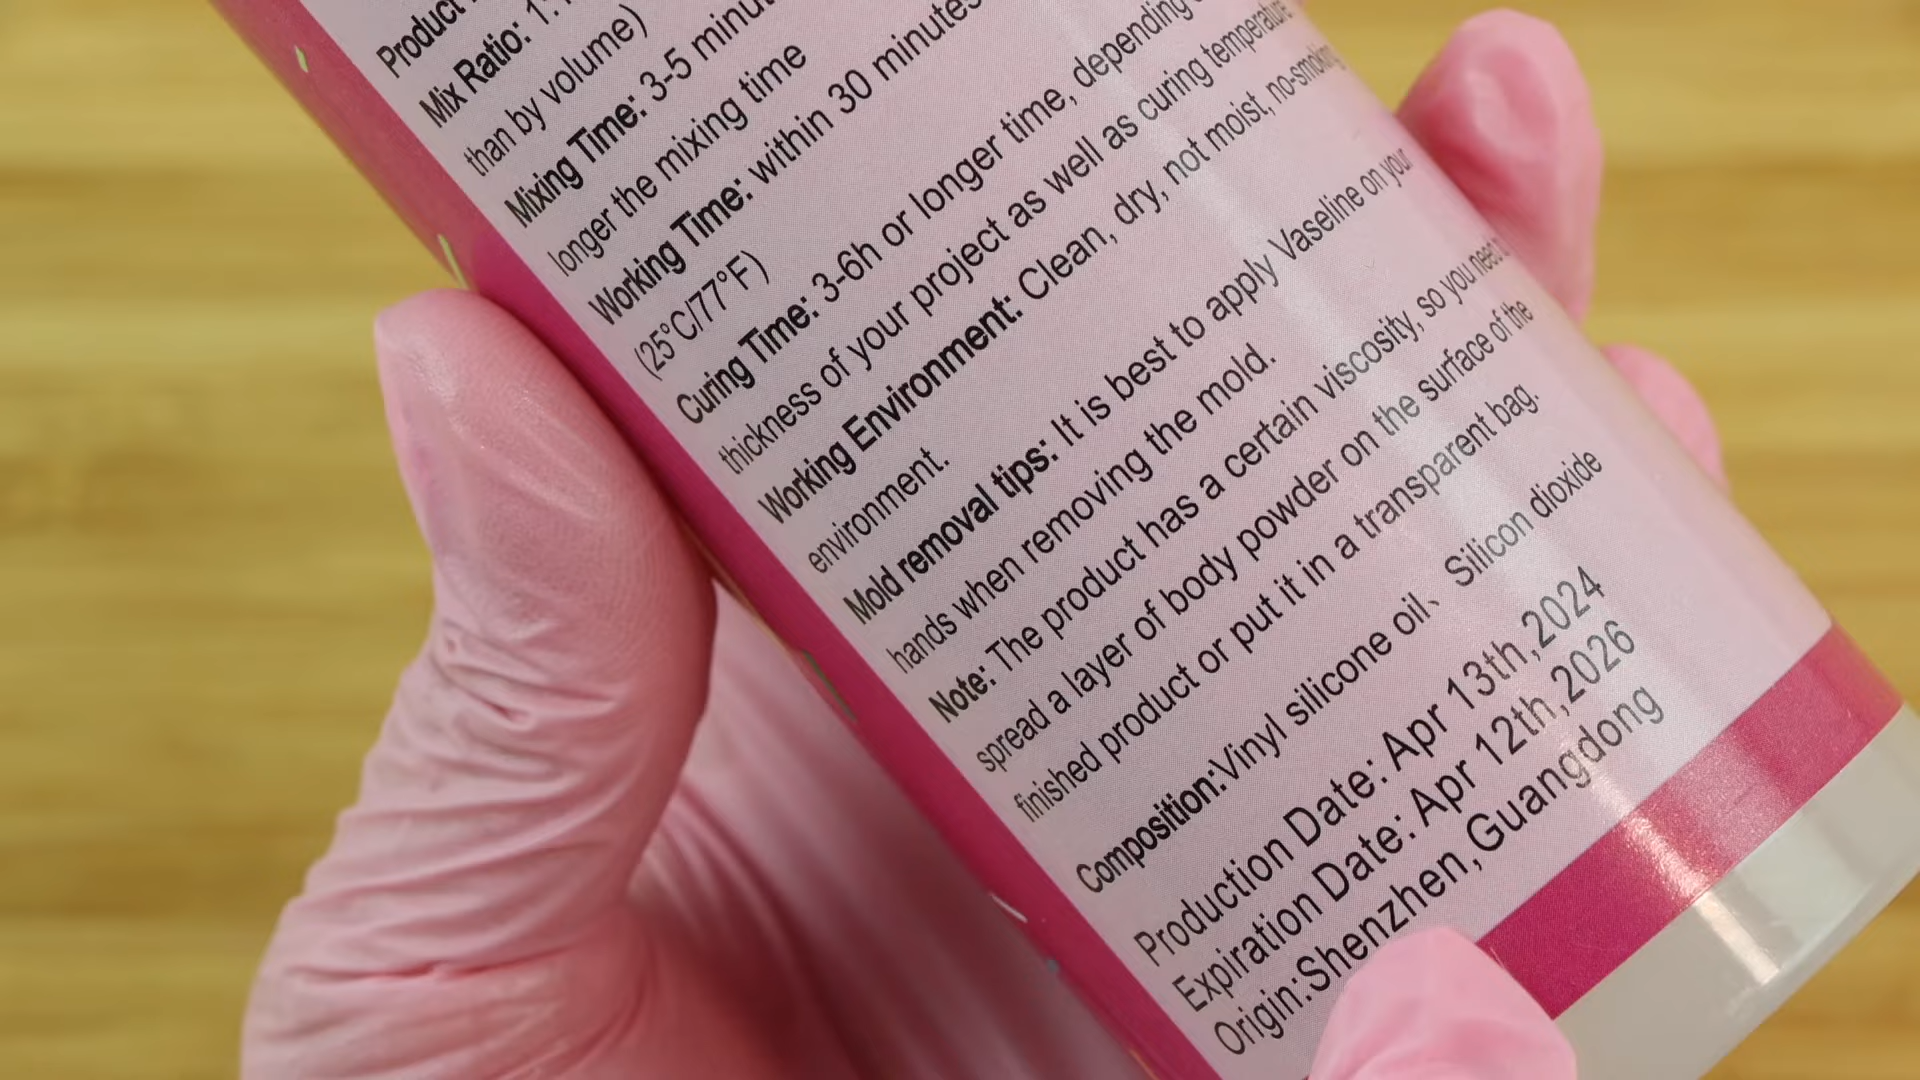 Product
Mix Ratio: 1:
than by volume)
Mixing Time: 3-5 minut
longer the mixing time
Working Time: within 30 minutes
(25°C/77°F)
Curing Time: 3-6h or longer time, depending
thickness of your project as well as curing temperature
Working Environment: Clean, dry, not moist, no-smoking
environment.
Mold removal tips: It is best to apply Vaseline on your
hands when removing the mold.
Note: The product has a certain viscosity, so you need
spread a layer of body powder on the surface of the
finished product or put it in a transparent bag.
Composition:Vinyl silicone oil、 Silicon dioxide
Production Date: Apr 13th,2024
Expiration Date: Apr 12th,2026
Origin:Shenzhen,Guangdong